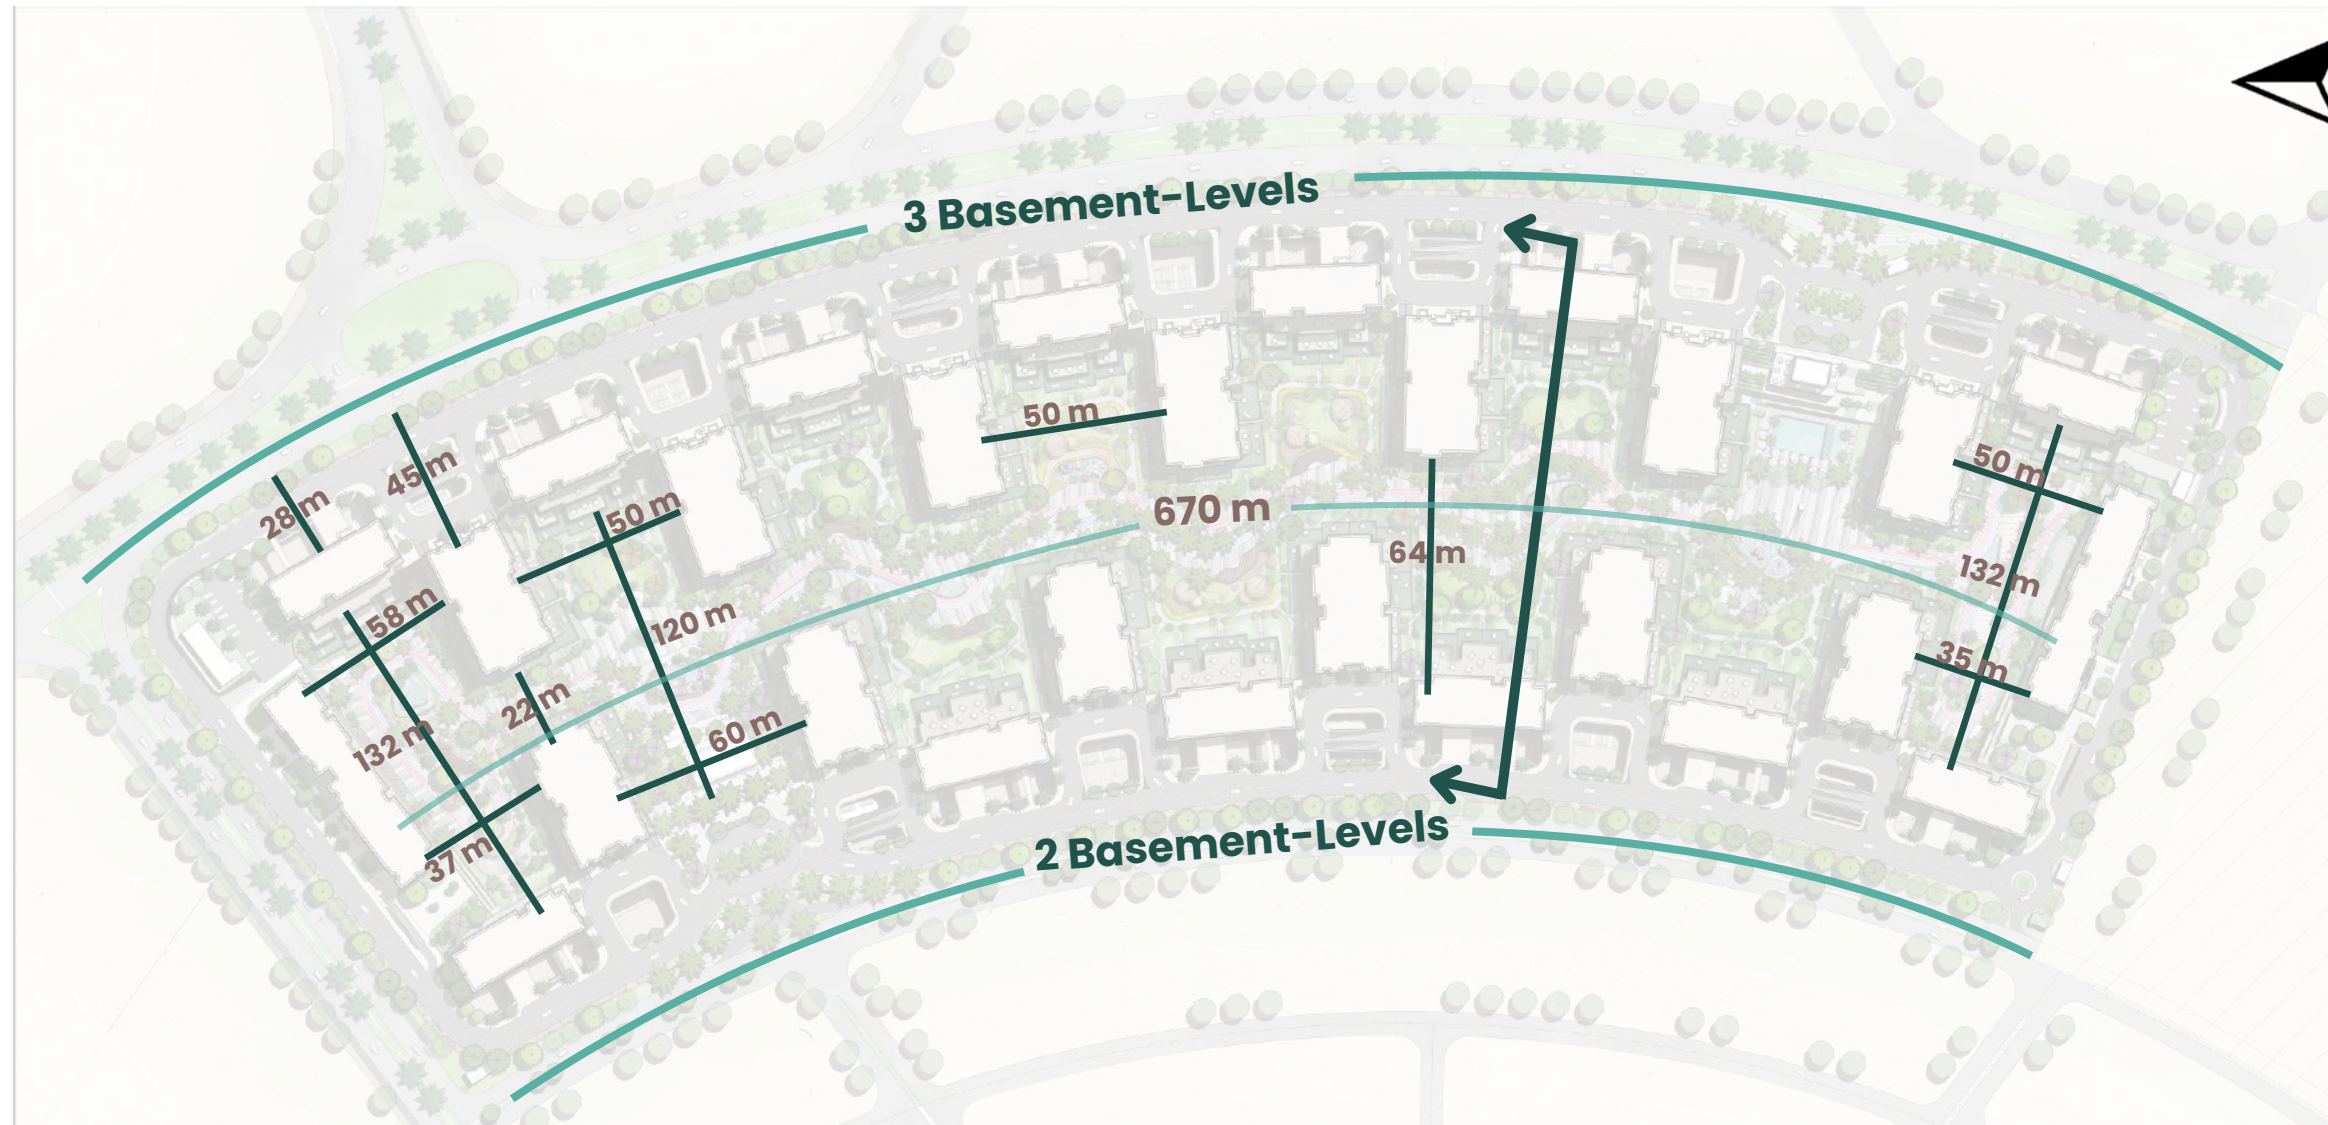 3 Basement-Levels
50 m
45 m
28 m
50 m
670 m
50 m
64 m
132 m
58 m
120 m
35 m
22 m
132 m
60 m
37 m
2 Basement-Levels